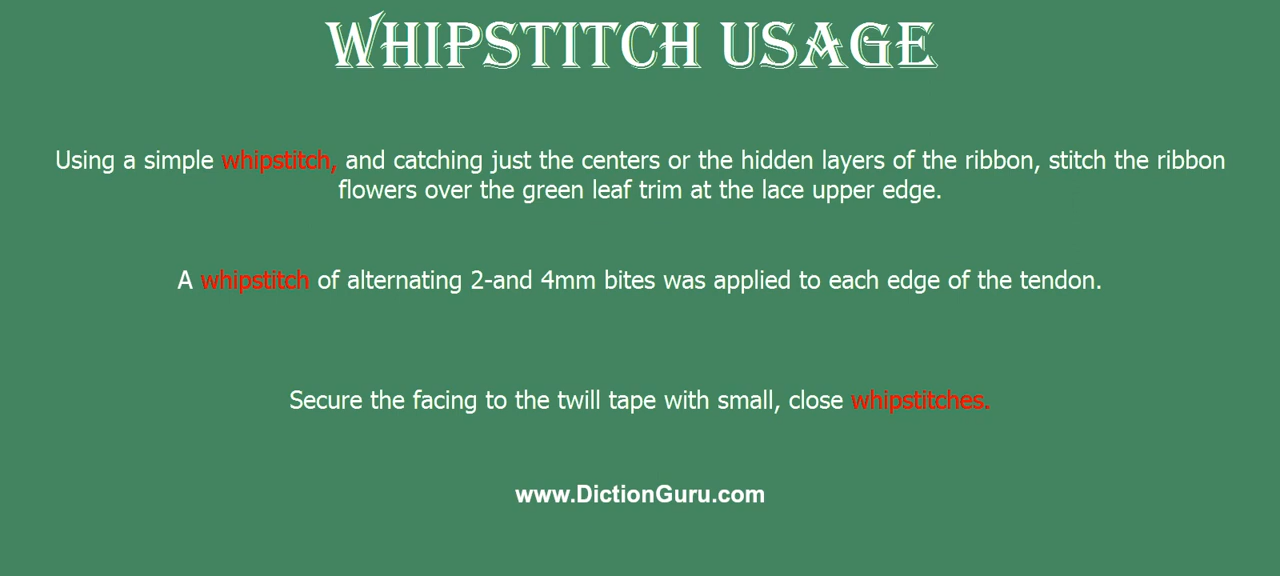 WHIPSTITCH USAGE
Using a simple whipstitch, and catching just the centers or the hidden layers of the ribbon, stitch the ribbon
flowers over the green leaf trim at the lace upper edge.
A whipstitch of alternating 2-and 4mm bites was applied to each edge of the tendon.
Secure the facing to the twill tape with small, close whipstitches.
www.DictionGuru.com